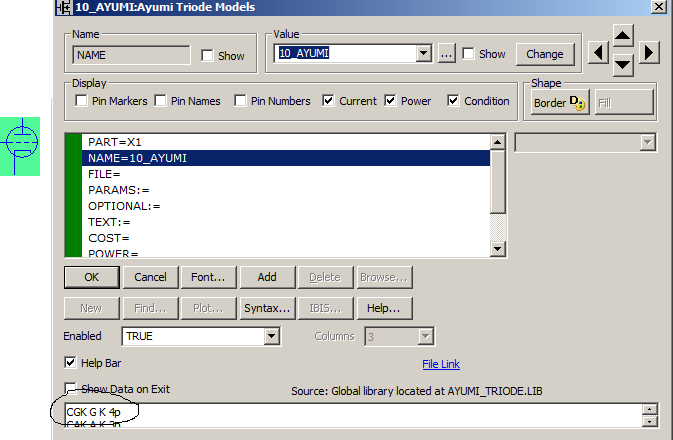 10_AYUMI:Ayumi Triode Models
Name
NAME
Show
Value
10_AYUMI
...
Show
Change
Display
Pin Markers
Pin Names
Pin Numbers
Current
Power
Condition
Shape
Border
Fill
PART=X1
NAME=10_AYUMI
FILE=
PARAMS:=
OPTIONAL:=
TEXT:=
COST=
POWER=
OK
Cancel
Font...
Add
Delete
Browse...
New
Find...
Plot...
Syntax...
IBIS...
Help...
Enabled
TRUE
Columns
3
Help Bar
File Link
Show Data on Exit
Source: Global library located at AYUMI_TRIODE.LIB
CGK G K 4p
CAK A K 3p